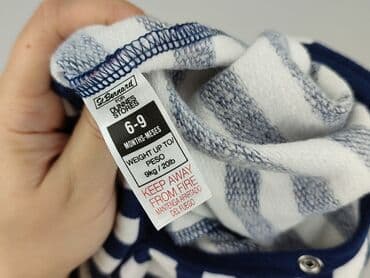 St. Bernard
FOR
DUNNES
STORES
6-9
MONTHS-MESES
WEIGHT UP TO/
PESO
9kg / 20lb
KEEP AWAY
FROM FIRE
MANTENGA APARTADO
DEL FUEGO